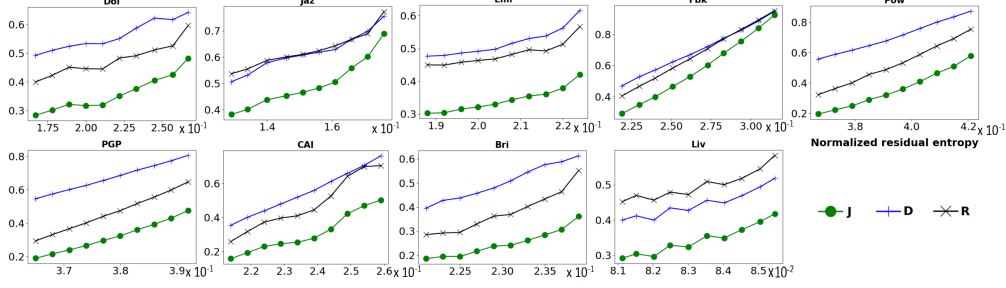 Dol Jaz Fbk Pow
0.6 0.5 0.4 0.3
1.75 2.00 2.25 2.50 x 10⁻¹
0.7 0.6 0.5 0.4
1.4 1.6 x 10⁻¹
0.6 0.5 0.4 0.3
1.9 2.0 2.1 2.2 x 10⁻¹
0.8 0.6 0.4
2.25 2.50 2.75 3.00 x 10⁻¹
0.8 0.6 0.4 0.2
3.8 4.0 4.2 x 10⁻¹
Normalized residual entropy
PGP
0.8 0.6 0.4 0.2
3.7 3.8 3.9 x 10⁻¹
CAI
0.8 0.6 0.4 0.2
2.2 2.3 2.4 2.5 2.6 x 10⁻¹
Bri
0.6 0.5 0.4 0.3 0.2
2.25 2.30 2.35 x 10⁻¹
Liv
0.5 0.4 0.3
8.1 8.2 8.3 8.4 8.5 x 10⁻²
J D R